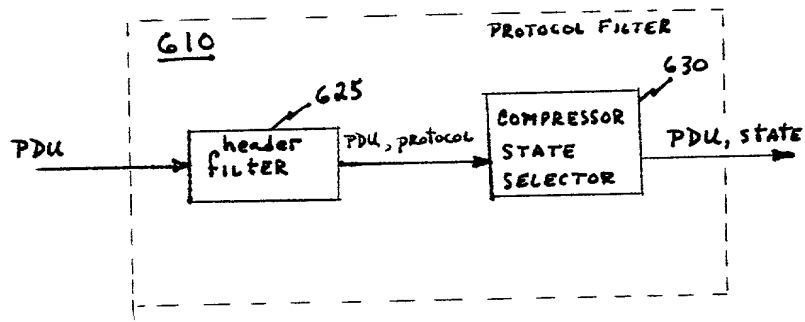 610
PROTOCOL FILTER
625
630
PDU
header
FILTER
PDU, PROTOCOL
COMPRESSOR
STATE
SELECTOR
PDU, STATE